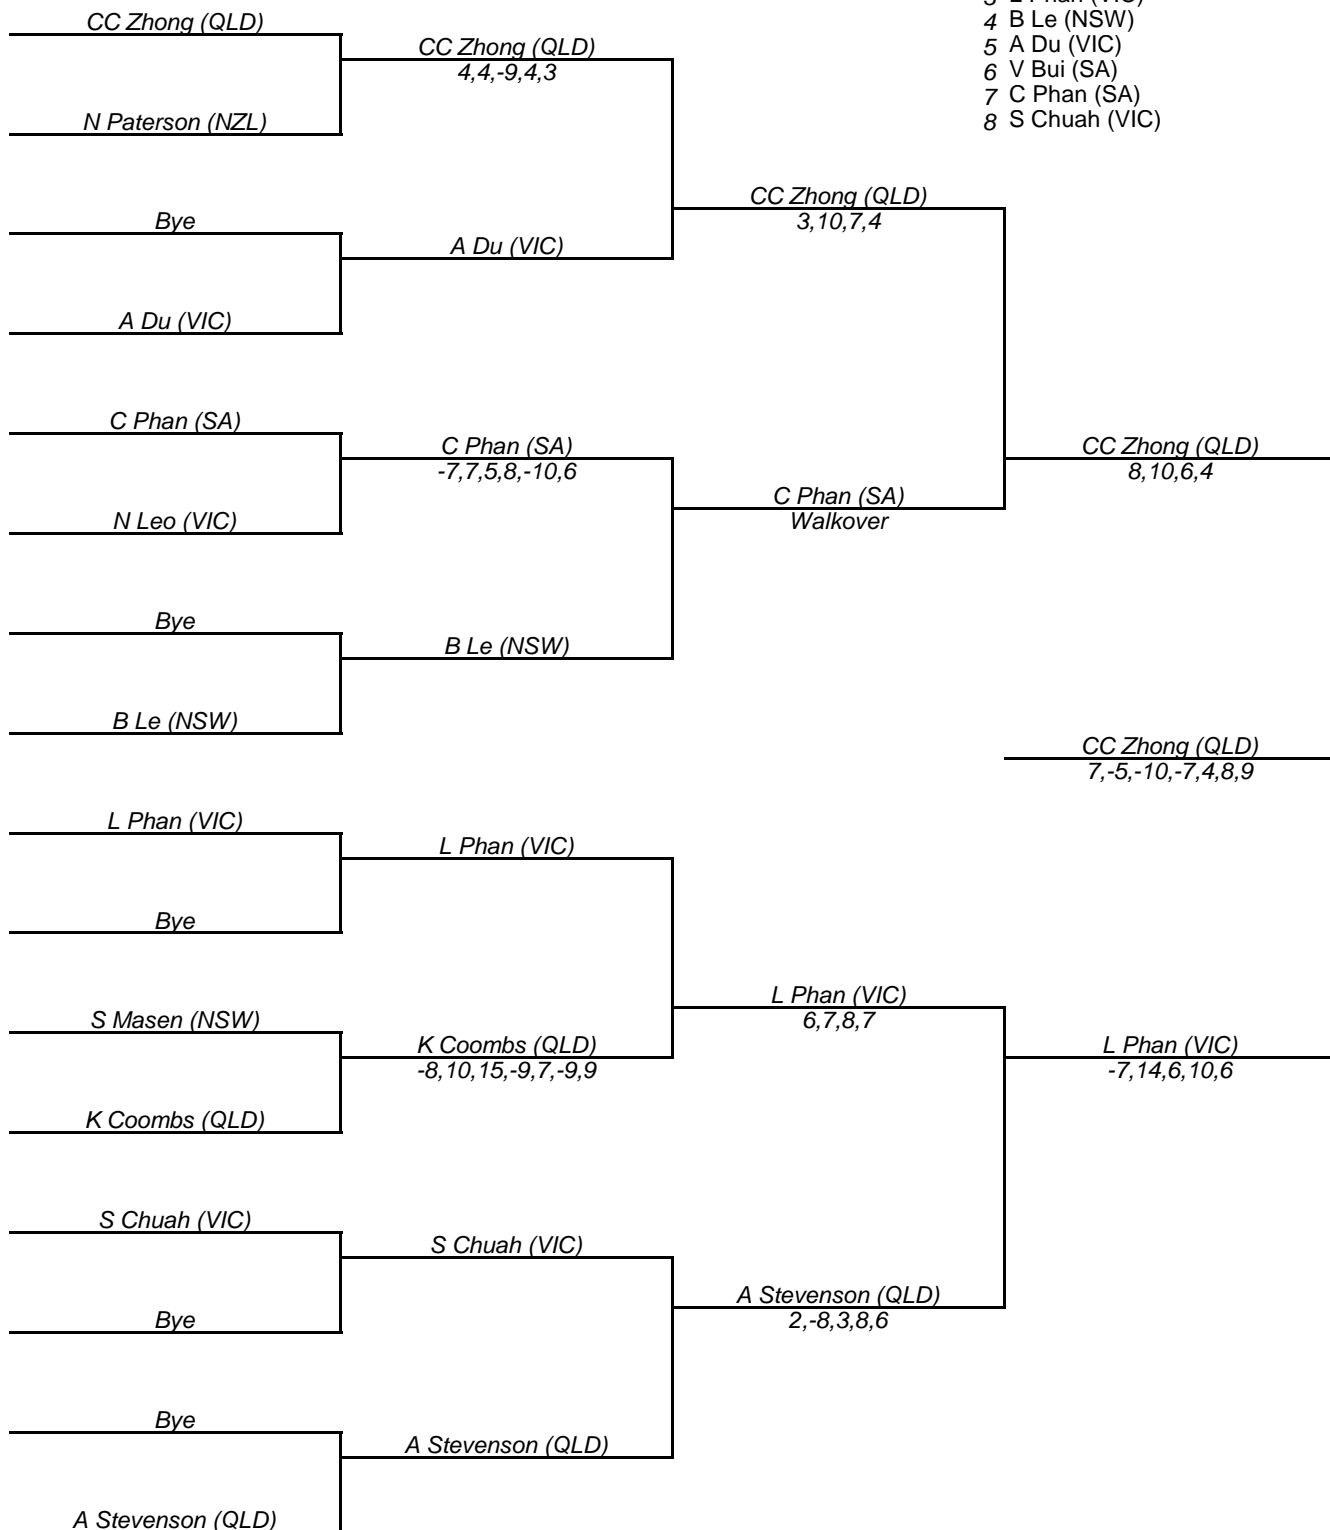 3 L Phan (VIC)
4 B Le (NSW)
5 A Du (VIC)
6 V Bui (SA)
7 C Phan (SA)
8 S Chuah (VIC)
CC Zhong (QLD)
N Paterson (NZL)
Bye
A Du (VIC)
C Phan (SA)
N Leo (VIC)
Bye
B Le (NSW)
L Phan (VIC)
Bye
S Masen (NSW)
K Coombs (QLD)
S Chuah (VIC)
Bye
Bye
A Stevenson (QLD)
CC Zhong (QLD)
4,4,-9,4,3
A Du (VIC)
C Phan (SA)
-7,7,5,8,-10,6
B Le (NSW)
L Phan (VIC)
K Coombs (QLD)
-8,10,15,-9,7,-9,9
S Chuah (VIC)
A Stevenson (QLD)
CC Zhong (QLD)
3,10,7,4
C Phan (SA)
Walkover
L Phan (VIC)
6,7,8,7
A Stevenson (QLD)
2,-8,3,8,6
CC Zhong (QLD)
8,10,6,4
CC Zhong (QLD)
7,-5,-10,-7,4,8,9
L Phan (VIC)
-7,14,6,10,6